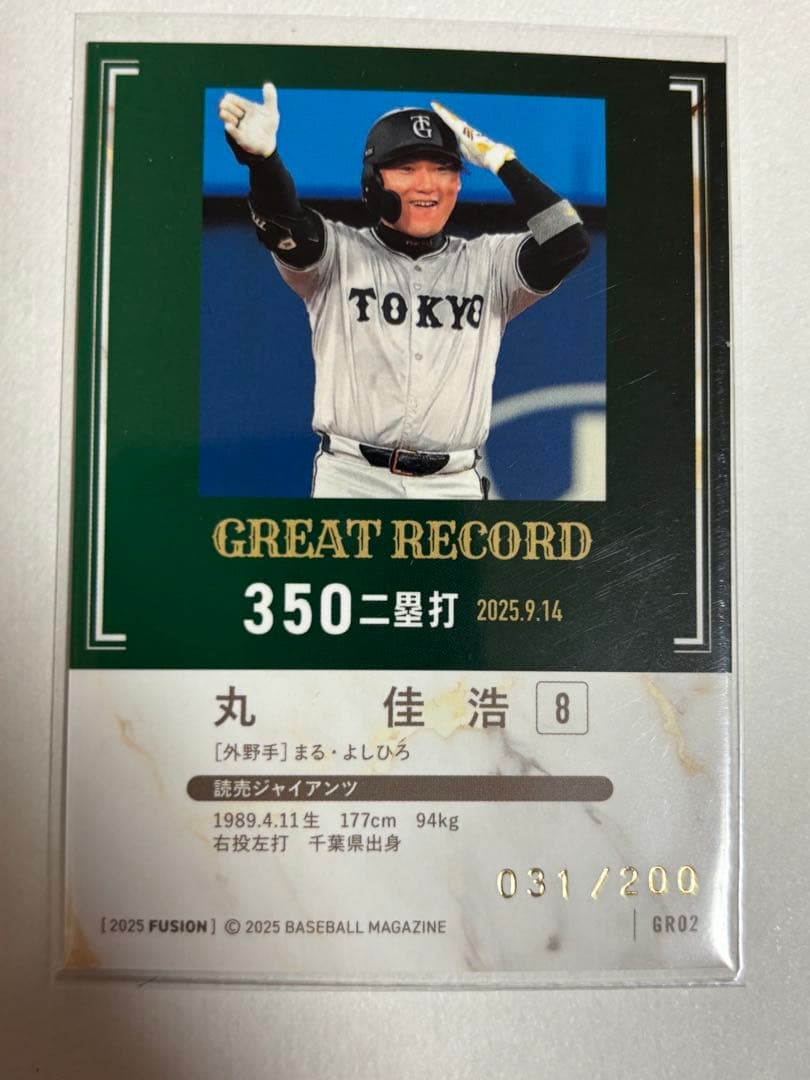 TG
TOKYO
GREAT RECORD
350二塁打 2025.9.14
丸 佳浩 8
[外野手]まる・よしひろ
読売ジャイアンツ
1989.4.11生 177cm 94kg
右投左打 千葉県出身
031/200
[2025 FUSION] © 2025 BASEBALL MAGAZINE GR02